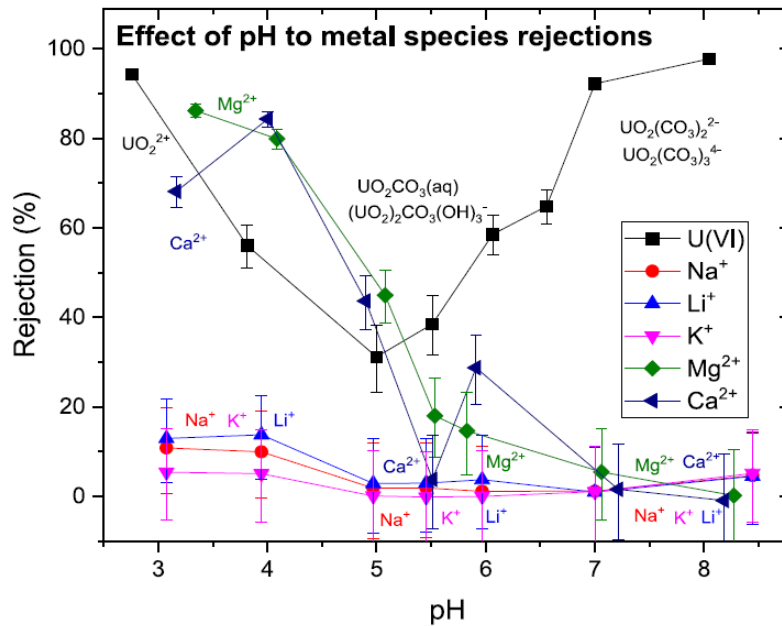 Effect of pH to metal species rejections
100
80
60
40
20
0
Rejection (%)
3 4 5 6 7 8
pH
UO₂²⁺
Mg²⁺
Ca²⁺
UO₂CO₃(aq)
(UO₂)₂CO₃(OH)₃⁻
UO₂(CO₃)₂²⁻
UO₂(CO₃)₃⁴⁻
U(VI)
Na⁺
Li⁺
K⁺
Mg²⁺
Ca²⁺
Na⁺ K⁺ Li⁺
Ca²⁺ Mg²⁺
Na⁺ K⁺ Li⁺
Mg²⁺ Ca²⁺
Na⁺ K⁺ Li⁺